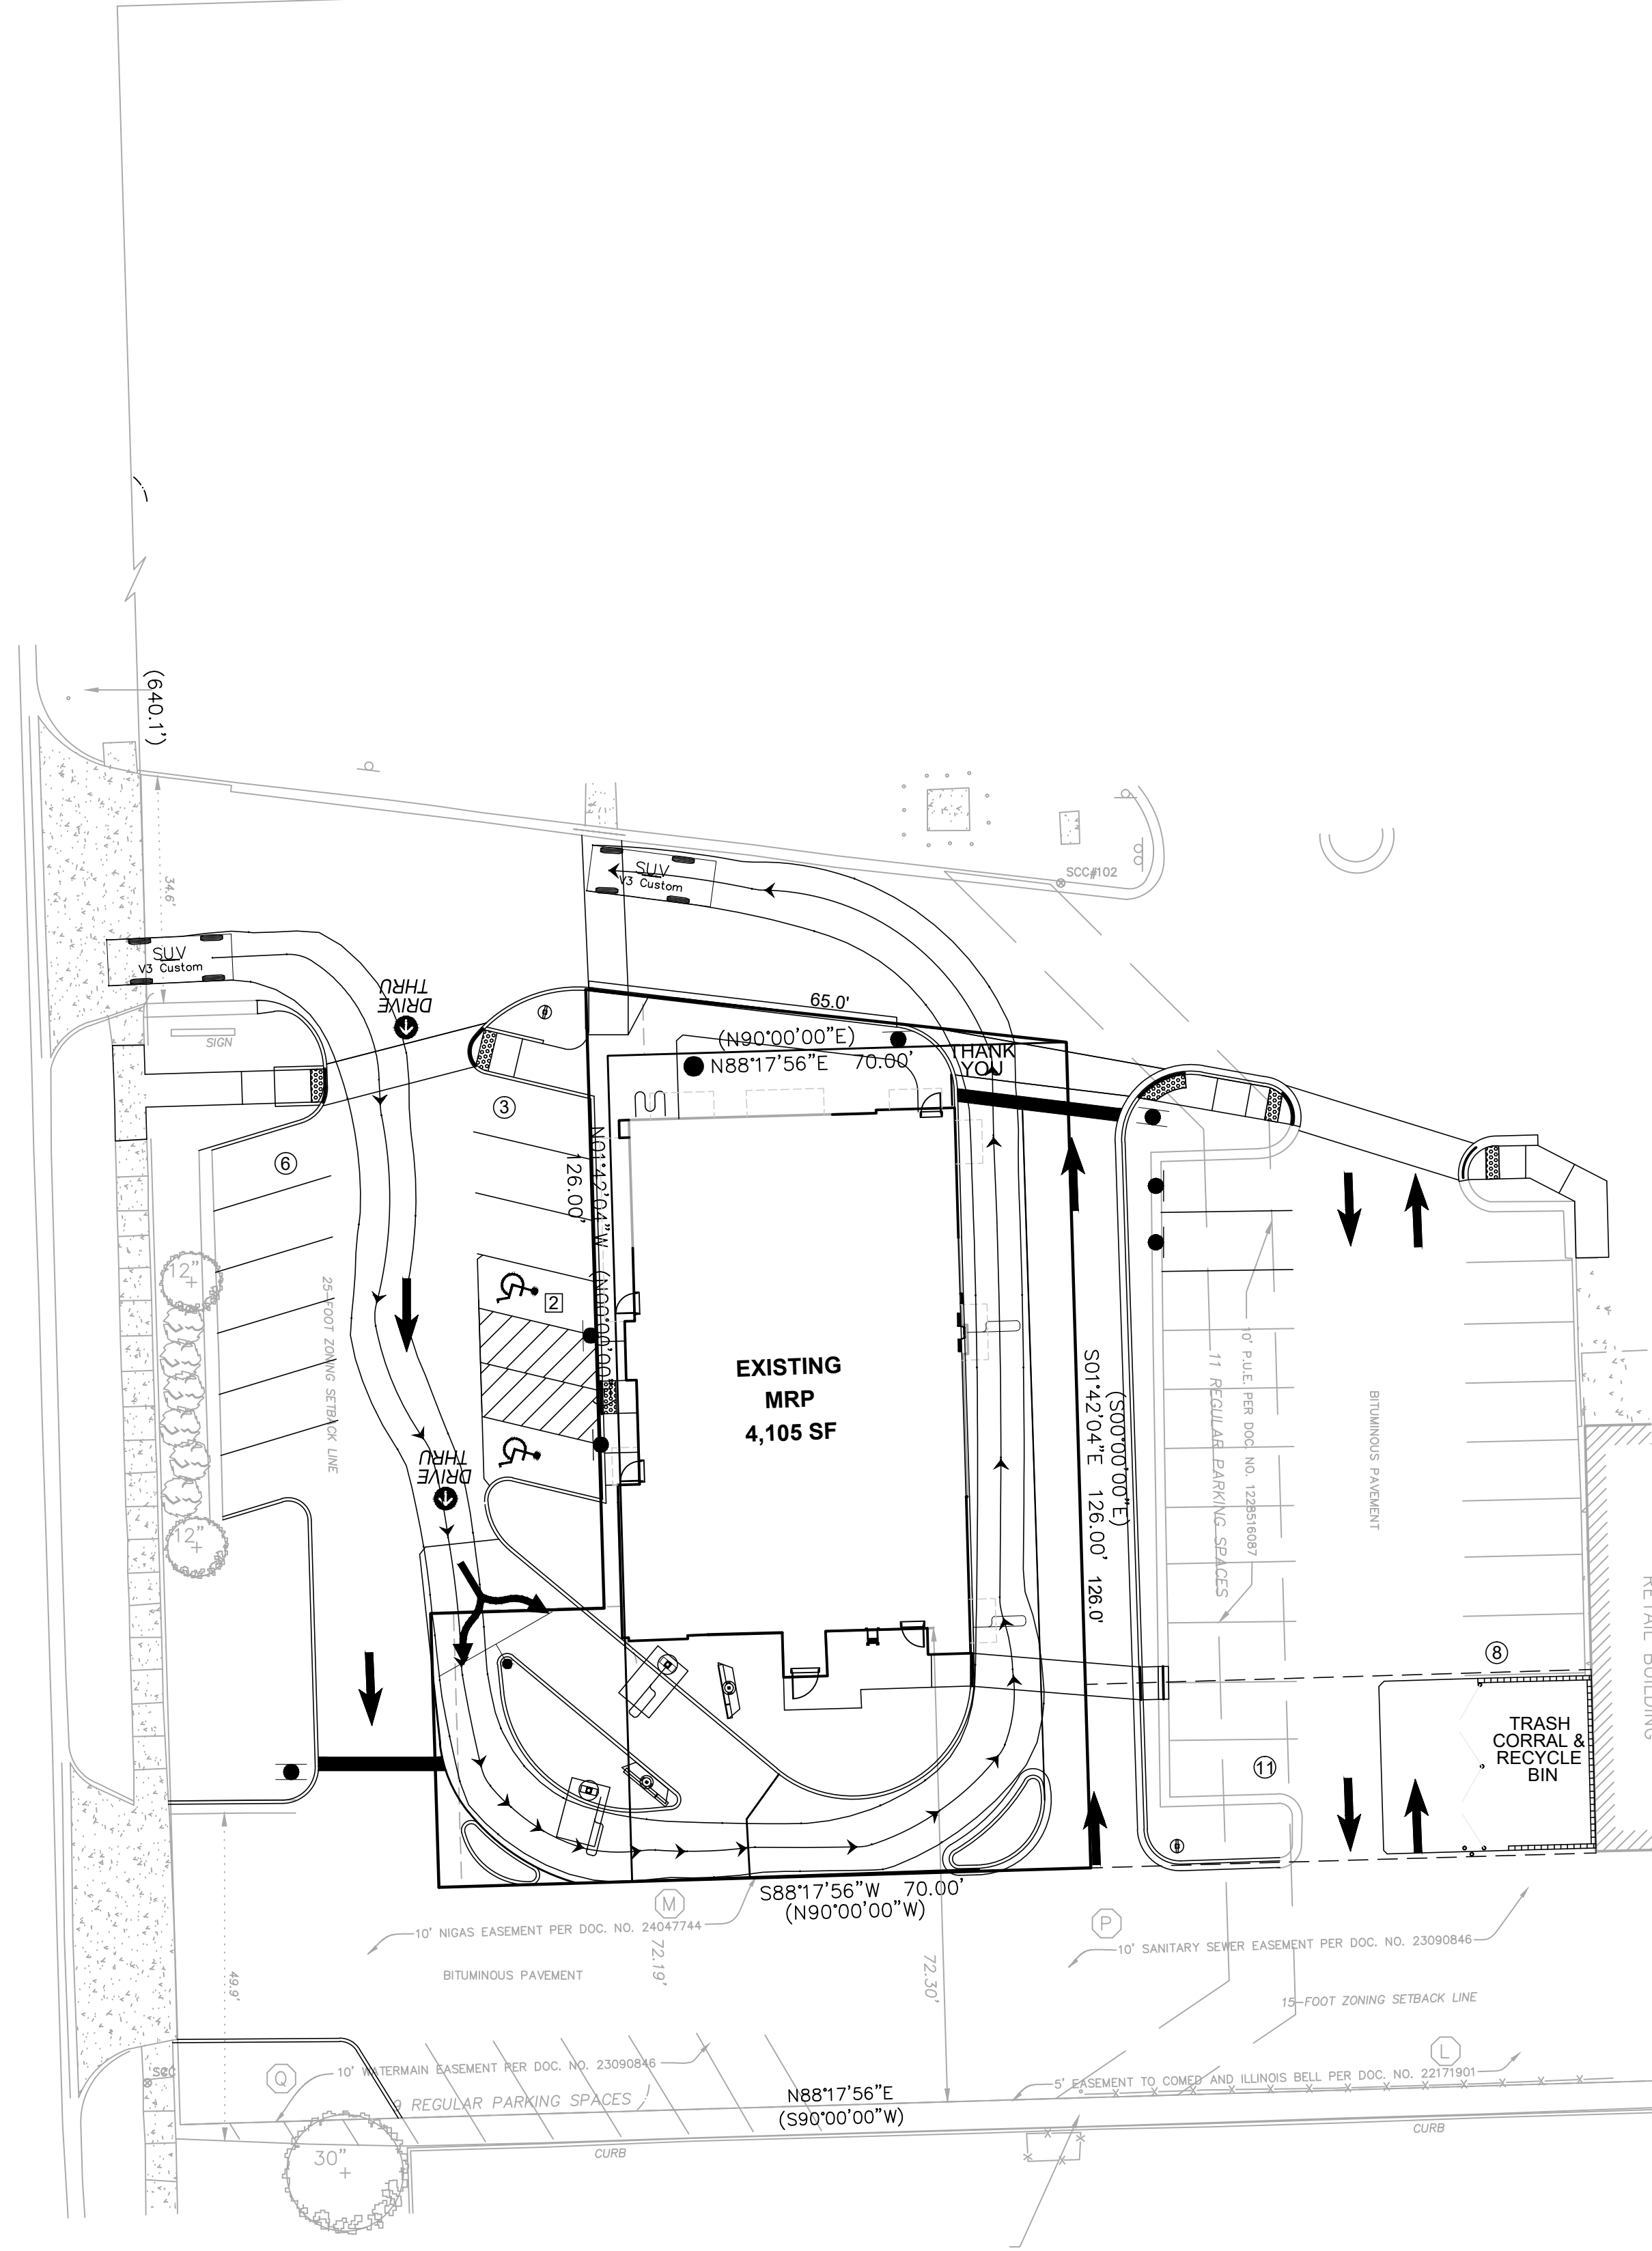 (640.1')
34.6'
SUV
V3 Custom
SCC#102
SUV
V3 Custom
DRIVE
THRU
SIGN
65.0'
(N90°00'00"E)
N88°17'56"E 70.00'
THANK
YOU
3
6
N01°42'04"W (N00°00'00"
126.00'
12"
25-FOOT ZONING SETBACK LINE
2
EXISTING
MRP
4,105 SF
(S00°00'00"E)
S01°42'04"E 126.00' 126.0'
10' P.U.E. PER DOC. NO. 1228516087
11 REGULAR PARKING SPACES
BITUMINOUS PAVEMENT
DRIVE
THRU
12"
RETAIL BUILDING
8
TRASH
CORRAL &
RECYCLE
BIN
11
S88°17'56"W 70.00'
(N90°00'00"W)
M
10' NIGAS EASEMENT PER DOC. NO. 24047744
72.19'
72.30'
P
10' SANITARY SEWER EASEMENT PER DOC. NO. 23090846
BITUMINOUS PAVEMENT
49.9'
15-FOOT ZONING SETBACK LINE
L
SCC
Q
10' WATERMAIN EASEMENT PER DOC. NO. 23090846
5' EASEMENT TO COMED AND ILLINOIS BELL PER DOC. NO. 22171901
9 REGULAR PARKING SPACES
N88°17'56"E
(S90°00'00"W)
CURB
CURB
30"